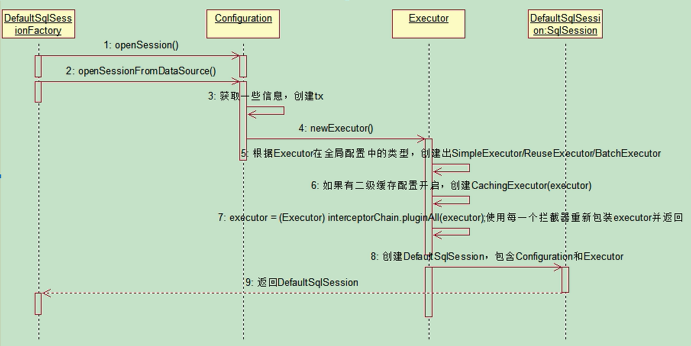 DefaultSqlSess
ionFactory
Configuration
Executor
DefaultSqlSessi
on:SqlSession
1: openSession()
2: openSessionFromDataSource()
3: 获取一些信息，创建tx
4: newExecutor()
5: 根据Executor在全局配置中的类型，创建出SimpleExecutor/ReuseExecutor/BatchExecutor
6: 如果有二级缓存配置开启，创建CachingExecutor(executor)
7: executor = (Executor) interceptorChain.pluginAll(executor);使用每一个拦截器重新包装executor并返回
8: 创建DefaultSqlSession，包含Configuration和Executor
9: 返回DefaultSqlSession